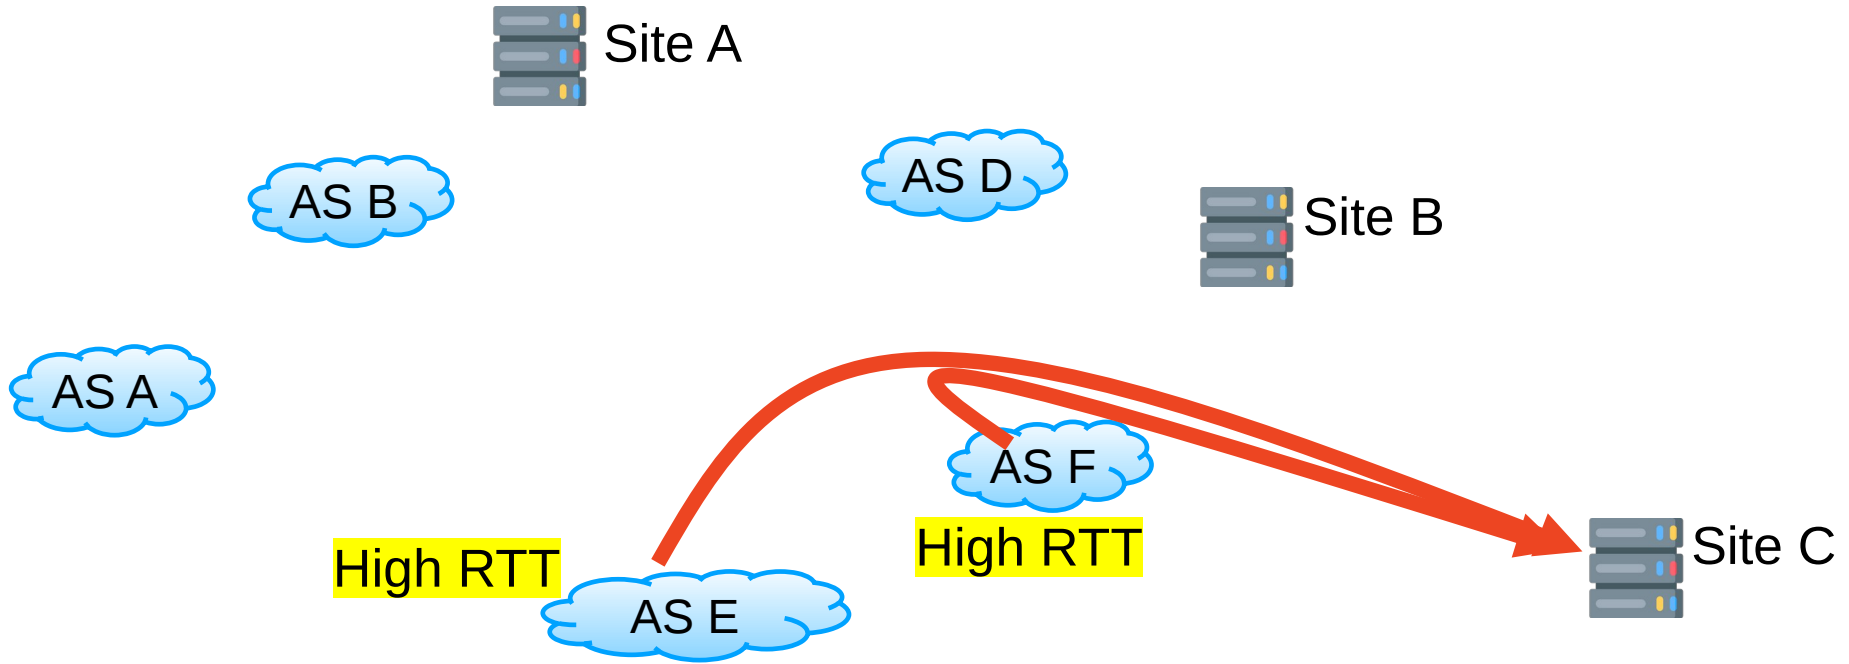 Site A
AS B
AS D
Site B
AS A
AS F
High RTT
High RTT
Site C
AS E